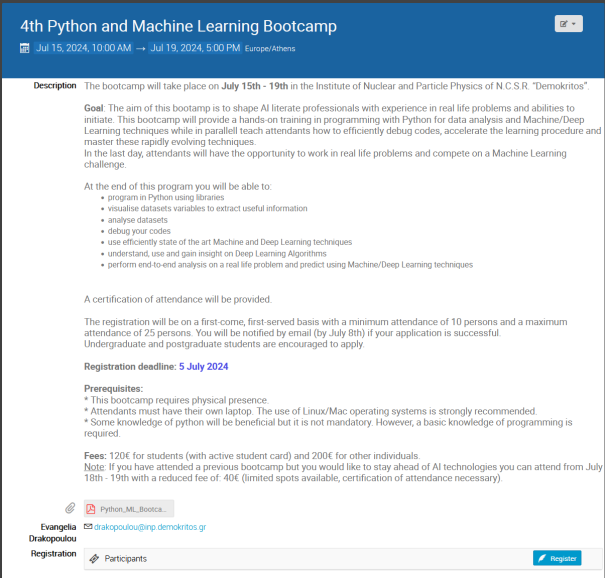 4th Python and Machine Learning Bootcamp
Jul 15, 2024, 10:00 AM → Jul 19, 2024, 5:00 PM Europe/Athens
Description The bootcamp will take place on July 15th - 19th in the Institute of Nuclear and Particle Physics of N.C.S.R. “Demokritos”.
Goal: The aim of this bootamp is to shape AI literate professionals with experience in real life problems and abilities to
initiate. This bootcamp will provide a hands-on training in programming with Python for data analysis and Machine/Deep
Learning techniques while in parallell teach attendants how to efficiently debug codes, accelerate the learning procedure and
master these rapidly evolving techniques.
In the last day, attendants will have the opportunity to work in real life problems and compete on a Machine Learning
challenge.
At the end of this program you will be able to:
• program in Python using libraries
• visualise datasets variables to extract useful information
• analyse datasets
• debug your codes
• use efficiently state of the art Machine and Deep Learning techniques
• understand, use and gain insight on Deep Learning Algorithms
• perform end-to-end analysis on a real life problem and predict using Machine/Deep Learning techniques
A certification of attendance will be provided.
The registration will be on a first-come, first-served basis with a minimum attendance of 10 persons and a maximum
attendance of 25 persons. You will be notified by email (by July 8th) if your application is successful.
Undergraduate and postgraduate students are encouraged to apply.
Registration deadline: 5 July 2024
Prerequisites:
* This bootcamp requires physical presence.
* Attendants must have their own laptop. The use of Linux/Mac operating systems is strongly recommended.
* Some knowledge of python will be beneficial but it is not mandatory. However, a basic knowledge of programming is
required.
Fees: 120€ for students (with active student card) and 200€ for other individuals.
Note: If you have attended a previous bootcamp but you would like to stay ahead of AI technologies you can attend from July
18th - 19th with a reduced fee of: 40€ (limited spots available, certification of attendance necessary).
Python_ML_Bootca...
Evangelia drakopoulou@inp.demokritos.gr
Drakopoulou
Registration Participants Register